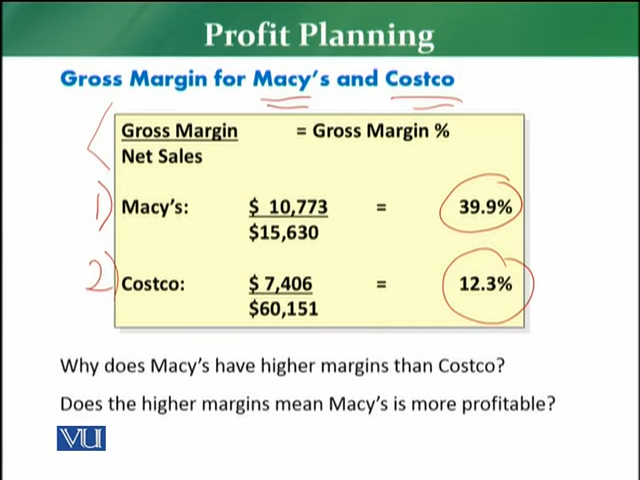 Profit Planning
Gross Margin for Macy's and Costco
Gross Margin = Gross Margin %
Net Sales
1) Macy's: $ 10,773 = 39.9%
$15,630
2) Costco: $ 7,406 = 12.3%
$60,151
Why does Macy's have higher margins than Costco?
Does the higher margins mean Macy's is more profitable?
VU